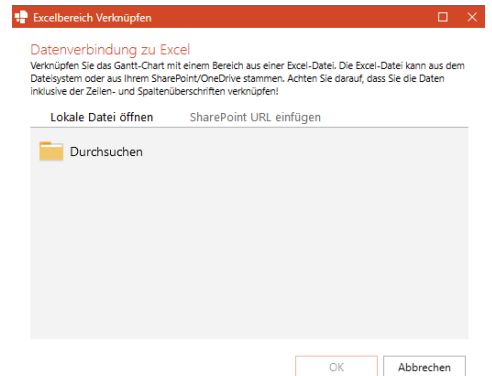 Excelbereich Verknüpfen
Datenverbindung zu Excel
Verknüpfen Sie das Gantt-Chart mit einem Bereich aus einer Excel-Datei. Die Excel-Datei kann aus dem
Dateisystem oder aus Ihrem SharePoint/OneDrive stammen. Achten Sie darauf, dass Sie die Daten
inklusive der Zeilen- und Spaltenüberschriften verknüpfen!
Lokale Datei öffnen SharePoint URL einfügen
Durchsuchen
OK Abbrechen